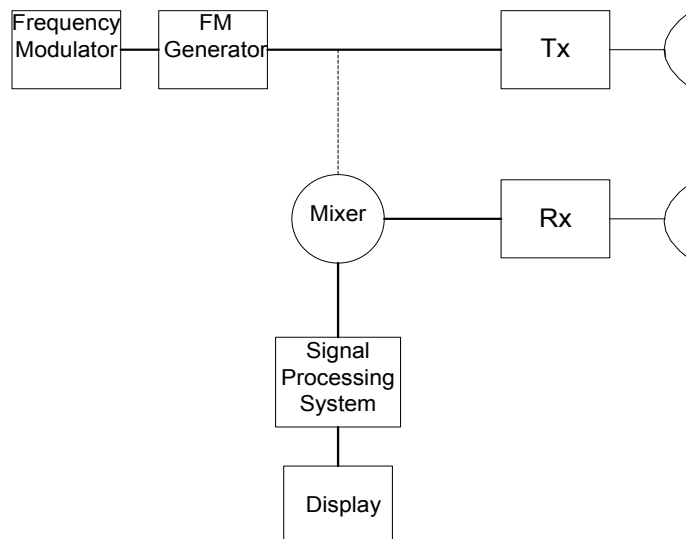 Frequency
Modulator
FM
Generator
Tx
Mixer
Rx
Signal
Processing
System
Display